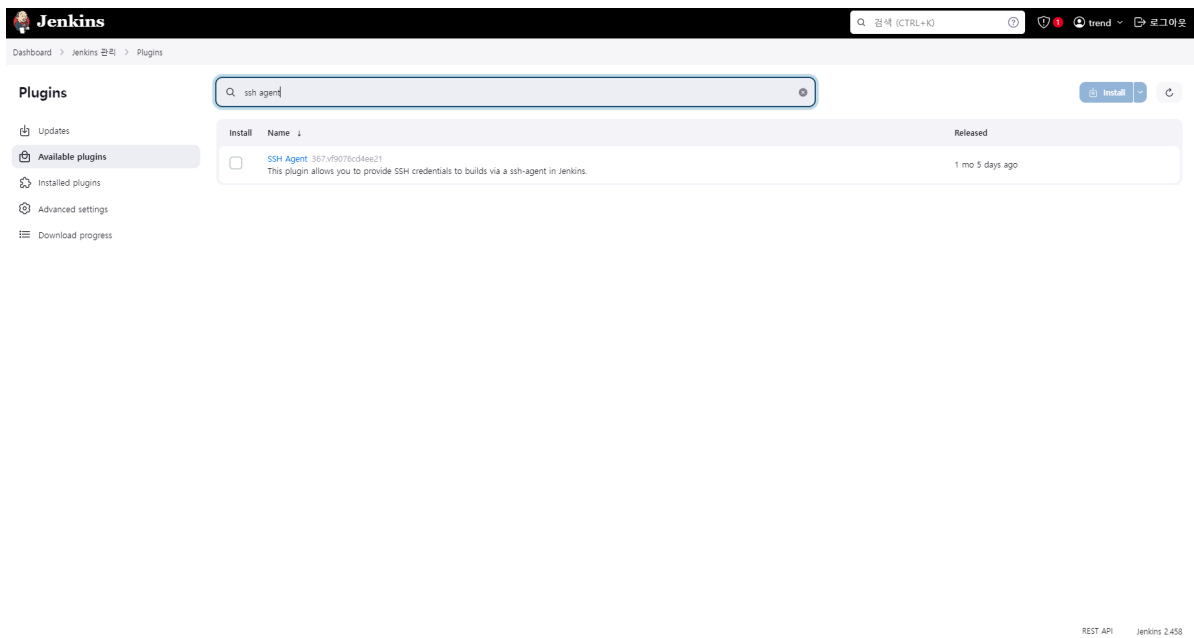 Jenkins
검색 (CTRL+K)
1
trend
로그아웃
Dashboard > Jenkins 관리 > Plugins
Plugins
ssh agent
Install
Updates
Available plugins
Installed plugins
Advanced settings
Download progress
Install Name ↓ Released
SSH Agent 367.vf9076cd4ee21
This plugin allows you to provide SSH credentials to builds via a ssh-agent in Jenkins.
1 mo 5 days ago
REST API Jenkins 2.458